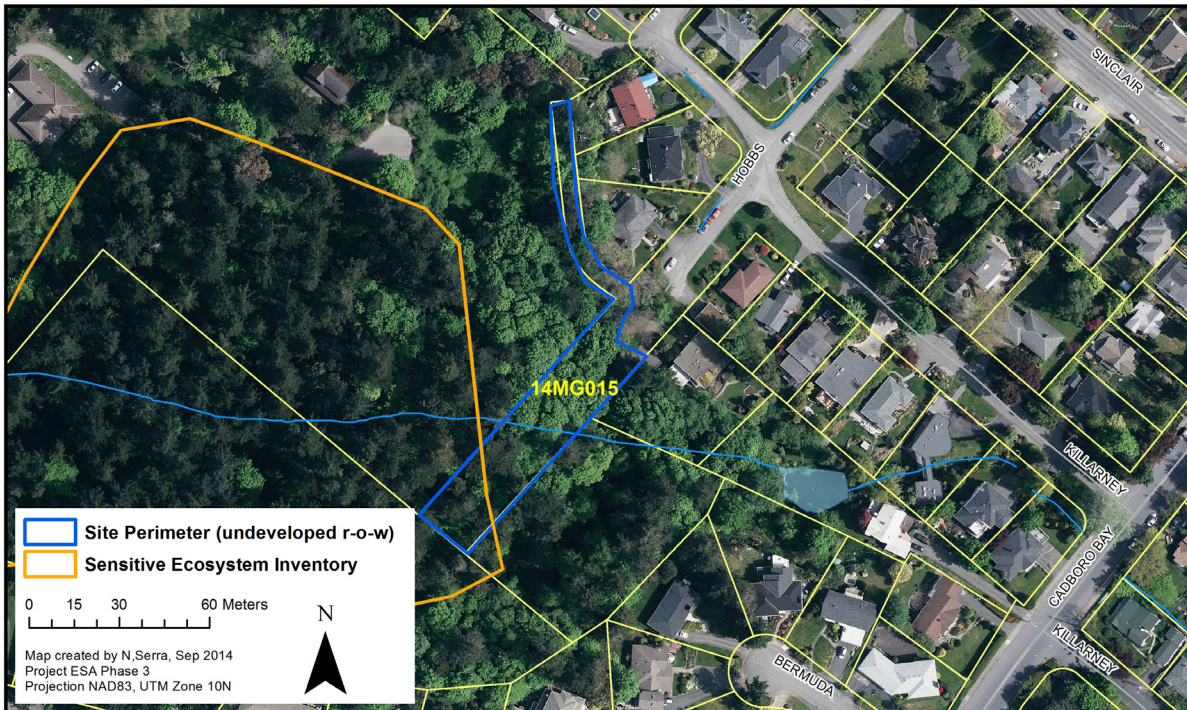 SINCLAIR
HOBBS
14MG015
KILLARNEY
CADBORO BAY
KILLARNEY
BERMUDA
Site Perimeter (undeveloped r-o-w)
Sensitive Ecosystem Inventory
0 15 30 60 Meters
N
Map created by N,Serra, Sep 2014
Project ESA Phase 3
Projection NAD83, UTM Zone 10N